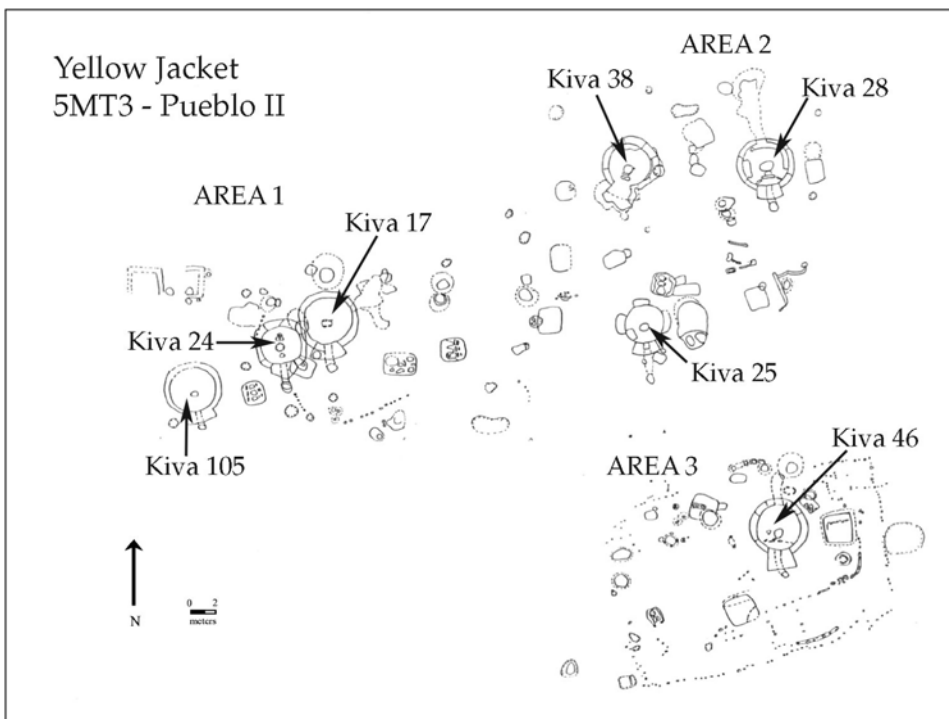 Yellow Jacket
5MT3 - Pueblo II
AREA 2
Kiva 38
Kiva 28
AREA 1
Kiva 17
Kiva 24
Kiva 25
Kiva 105
AREA 3
Kiva 46
N
0 2
meters